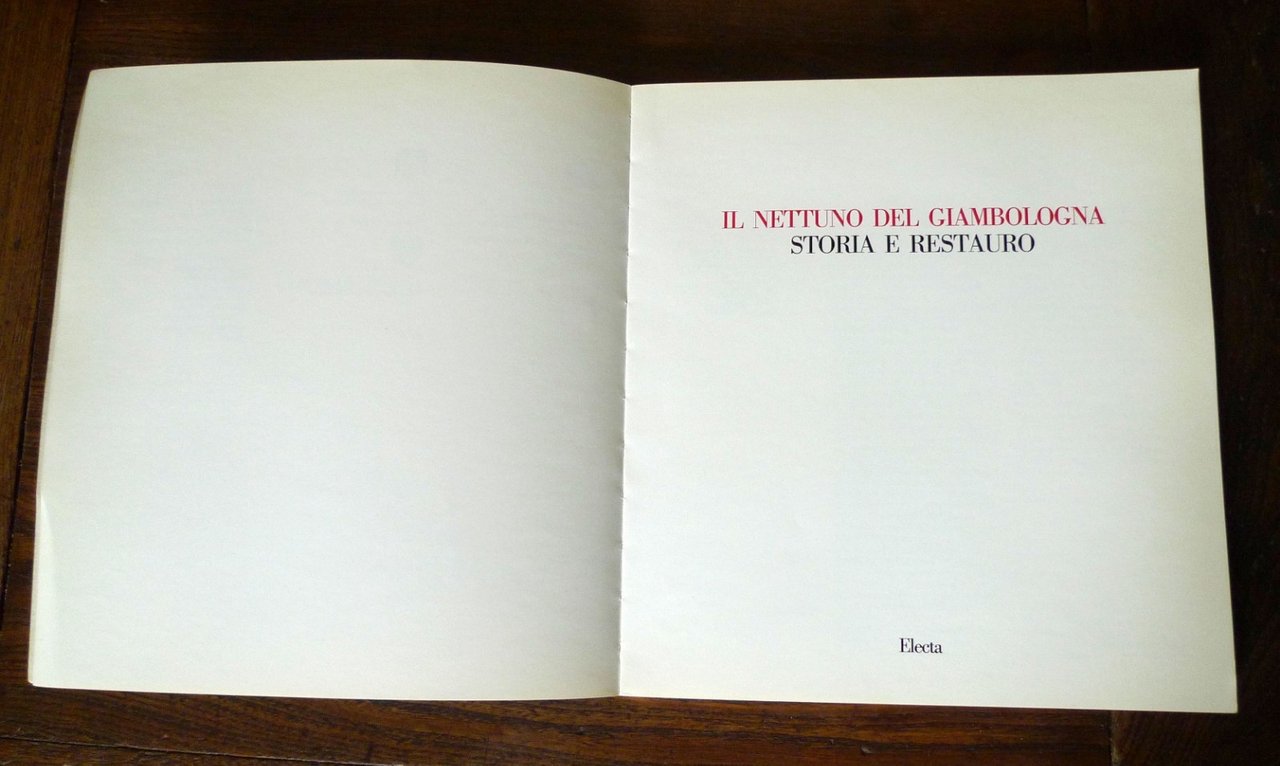 IL NETTUNO DEL GIAMBOLOGNA
STORIA E RESTAURO
Electa